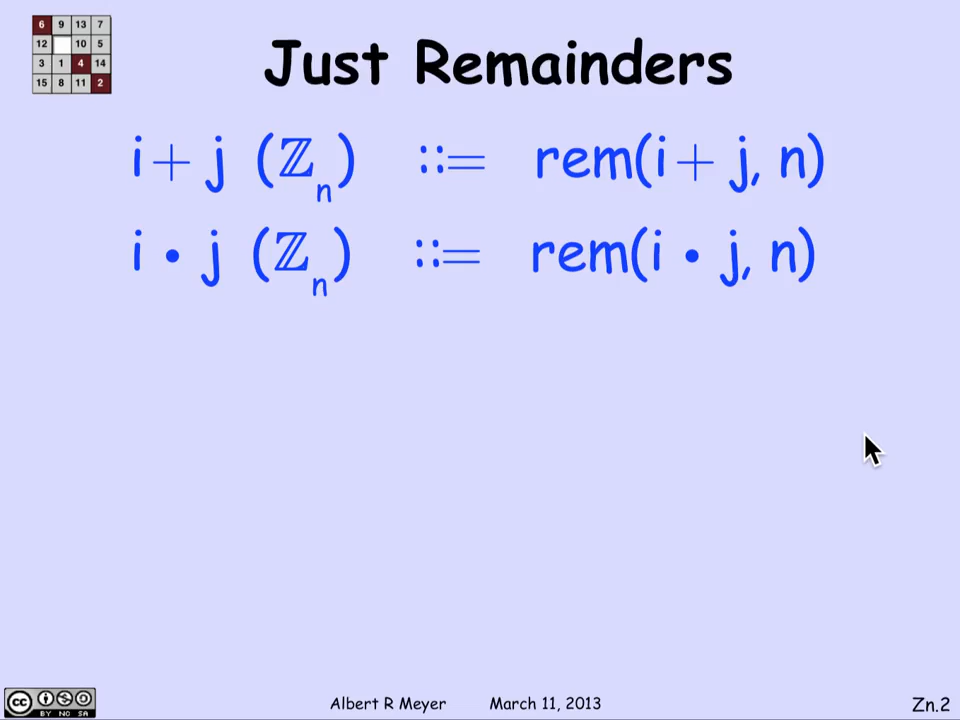 6 9 13 7
12 10 5
3 1 4 14
15 8 11 2
Just Remainders
i + j (ℤₙ) ::= rem(i + j, n)
i • j (ℤₙ) ::= rem(i • j, n)
cc BY NC SA
Albert R Meyer March 11, 2013
Zn.2